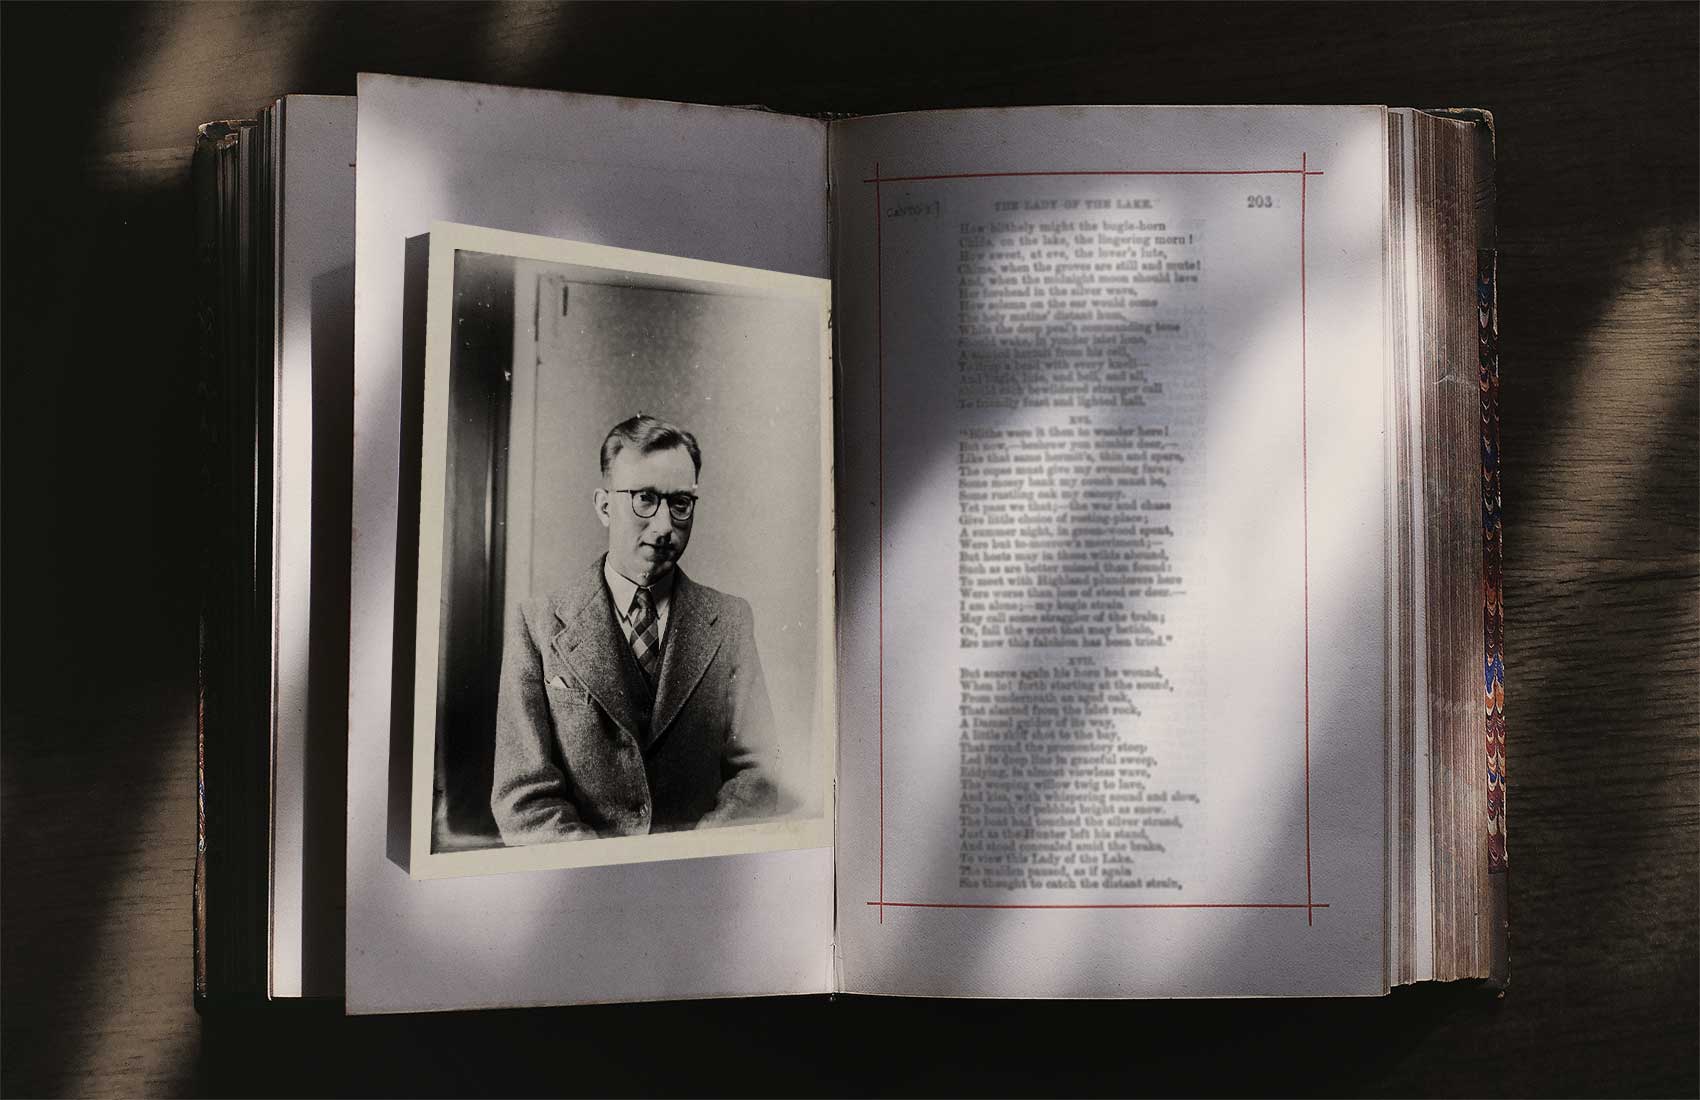 CANTO I.]
THE LADY OF THE LAKE.
203
How blithely might the bugle-horn
Chide, on the lake, the lingering morn!
How sweet, at eve, the lover's lute,
Chime, when the groves are still and mute!
And, when the midnight moon should lave
Her forehead in the silver wave,
How solemn on the ear would come
The holy matins' distant hum,
While the deep peal's commanding tone
Should wake, in yonder islet lone,
A sainted hermit from his cell,
To drop a bead with every knell—
And bugle, lute, and bell, and all,
Should each bewildered stranger call
To friendly feast and lighted hall.
XVI.
"Blithe were it then to wander here!
But now,—beshrew yon nimble deer,—
Like that same hermit's, thin and spare,
The copse must give my evening fare;
Some mossy bank my couch must be,
Some rustling oak my canopy.
Yet pass we that;—the war and chase
Give little choice of resting-place;
A summer night, in green-wood spent,
Were but to-morrow's merriment;—
But hosts may in these wilds abound,
Such as are better missed than found:
To meet with Highland plunderers here
Were worse than loss of steed or deer.—
I am alone;—my bugle strain
May call some straggler of the train;
Or, fall the worst that may betide,
Ere now this falchion has been tried."
XVII.
But scarce again his horn he wound,
When lo! forth starting at the sound,
From underneath an aged oak,
That slanted from the islet rock,
A Damsel guider of its way,
A little skiff shot to the bay,
That round the promontory steep
Led its deep line in graceful sweep,
Eddying, in almost viewless wave,
The weeping willow twig to lave,
And kiss, with whispering sound and slow,
The beach of pebbles bright as snow.
The boat had touched the silver strand,
Just as the Hunter left his stand,
And stood concealed amid the brake,
To view this Lady of the Lake.
The maiden paused, as if again
She thought to catch the distant strain,